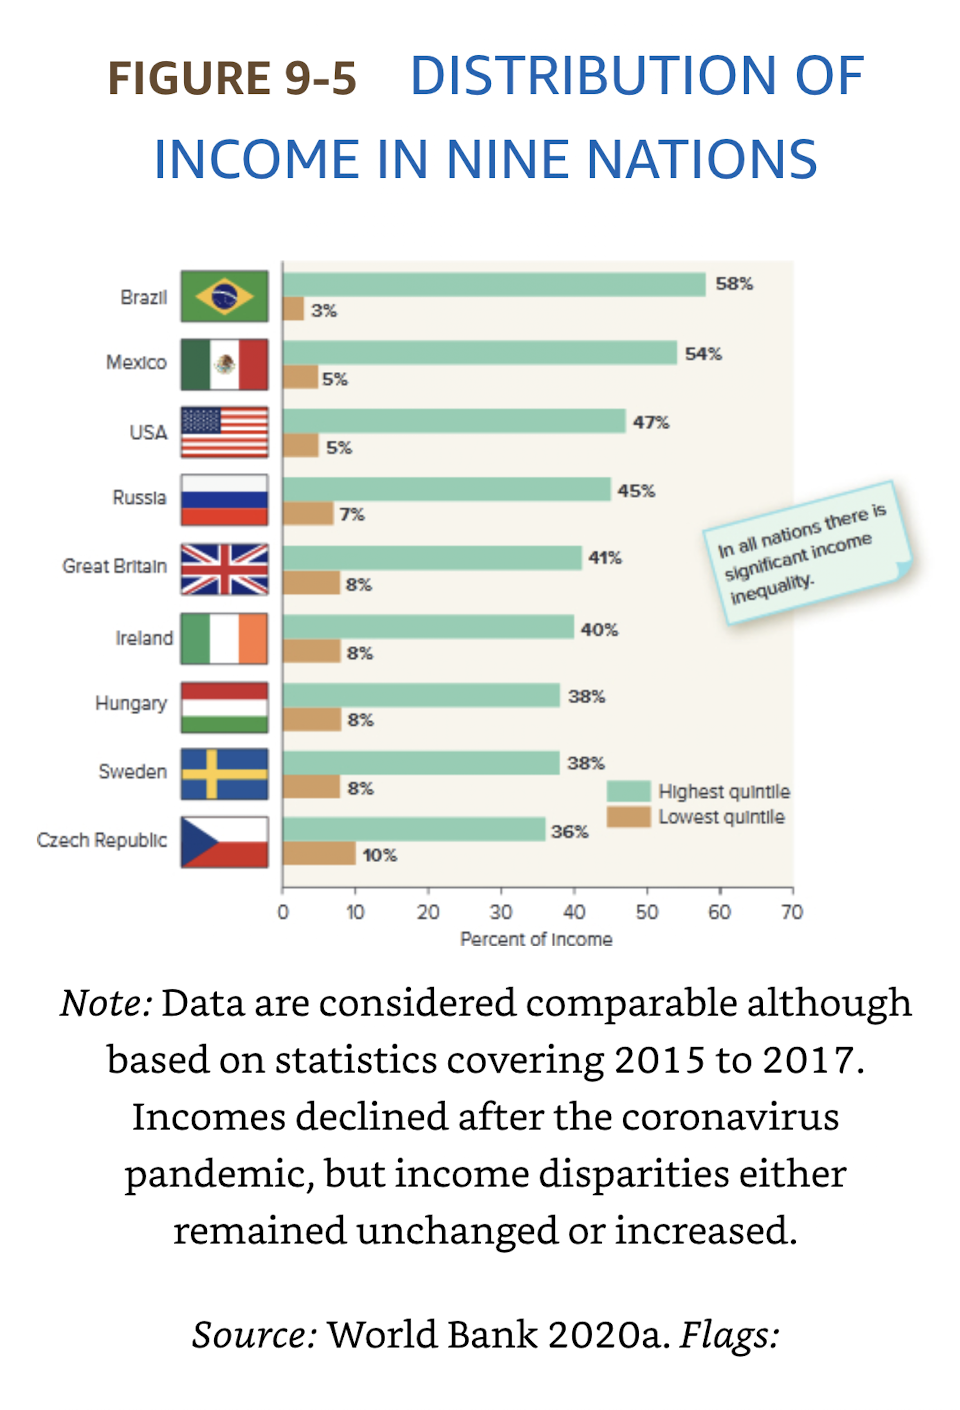 FIGURE 9-5 DISTRIBUTION OF
INCOME IN NINE NATIONS
Brazil
58%
3%
Mexico
54%
5%
USA
47%
5%
Russia
45%
7%
Great Britain
41%
8%
Ireland
40%
8%
Hungary
38%
8%
Sweden
38%
8%
Czech Republic
36%
10%
In all nations there is
significant income
inequality.
Highest quintile
Lowest quintile
0 10 20 30 40 50 60 70
Percent of Income
Note: Data are considered comparable although
based on statistics covering 2015 to 2017.
Incomes declined after the coronavirus
pandemic, but income disparities either
remained unchanged or increased.
Source: World Bank 2020a. Flags: